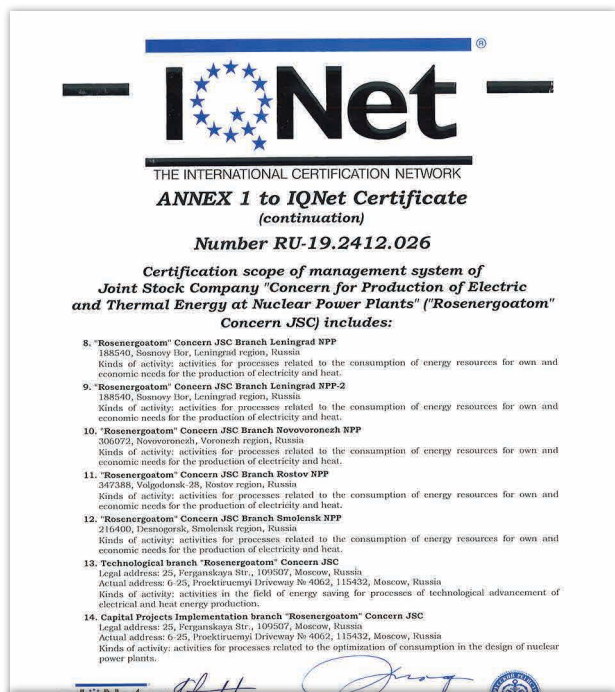 ®
IQNet
THE INTERNATIONAL CERTIFICATION NETWORK
ANNEX 1 to IQNet Certificate
(continuation)
Number RU-19.2412.026
Certification scope of management system of
Joint Stock Company "Concern for Production of Electric
and Thermal Energy at Nuclear Power Plants" ("Rosenergoatom"
Concern JSC) includes:
8. "Rosenergoatom" Concern JSC Branch Leningrad NPP
188540, Sosnovy Bor, Leningrad region, Russia
Kinds of activity: activities for processes related to the consumption of energy resources for own and
economic needs for the production of electricity and heat.
9. "Rosenergoatom" Concern JSC Branch Leningrad NPP-2
188540, Sosnovy Bor, Leningrad region, Russia
Kinds of activity: activities for processes related to the consumption of energy resources for own and
economic needs for the production of electricity and heat.
10. "Rosenergoatom" Concern JSC Branch Novovoronezh NPP
306072, Novovoronezh, Voronezh region, Russia
Kinds of activity: activities for processes related to the consumption of energy resources for own and
economic needs for the production of electricity and heat.
11. "Rosenergoatom" Concern JSC Branch Rostov NPP
347388, Volgodonsk-28, Rostov region, Russia
Kinds of activity: activities for processes related to the consumption of energy resources for own and
economic needs for the production of electricity and heat.
12. "Rosenergoatom" Concern JSC Branch Smolensk NPP
216400, Desnogorsk, Smolensk region, Russia
Kinds of activity: activities for processes related to the consumption of energy resources for own and
economic needs for the production of electricity and heat.
13. Technological branch "Rosenergoatom" Concern JSC
Legal address: 25, Ferganskaya Str., 109507, Moscow, Russia
Actual address: 6-25, Proektiruemyi Driveway № 4062, 115432, Moscow, Russia
Kinds of activity: activities in the field of energy saving for processes of technological advancement of
electrical and heat energy production.
14. Capital Projects Implementation branch "Rosenergoatom" Concern JSC
Legal address: 25, Ferganskaya Str., 109507, Moscow, Russia
Actual address: 6-25, Proektiruemyi Driveway № 4062, 115432, Moscow, Russia
Kinds of activity: activities for processes related to the optimization of consumption in the design of nuclear
power plants.